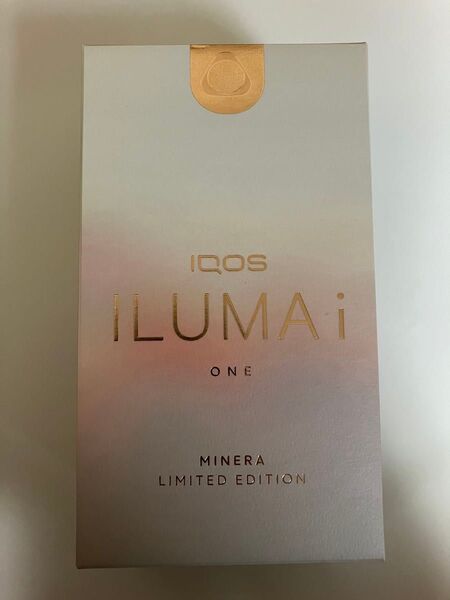 IQOS
ILUMA i
ONE
MINERA
LIMITED EDITION